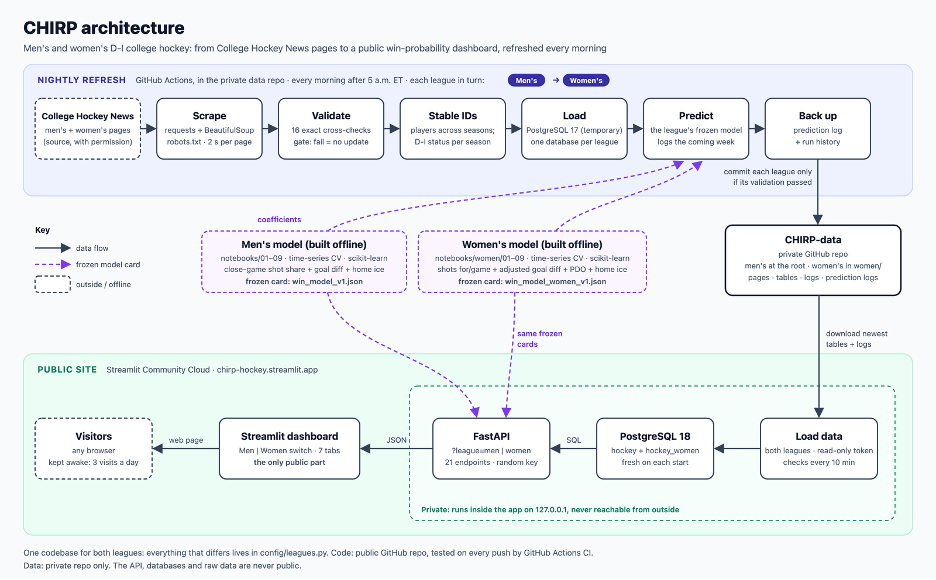 CHIRP architecture
Men's and women's D-I college hockey: from College Hockey News pages to a public win-probability dashboard, refreshed every morning
NIGHTLY REFRESH GitHub Actions, in the private data repo · every morning after 5 a.m. ET · each league in turn: Men's → Women's
College Hockey News
men's + women's pages
(source, with permission)
Scrape
requests + BeautifulSoup
robots.txt · 2 s per page
Validate
16 exact cross-checks
gate: fail = no update
Stable IDs
players across seasons;
D-I status per season
Load
PostgreSQL 17 (temporary)
one database per league
Predict
the league's frozen model
logs the coming week
Back up
prediction log
+ run history
commit each league only
if its validation passed
coefficients
Key
data flow
frozen model card
outside / offline
Men's model (built offline)
notebooks/01–09 · time-series CV · scikit-learn
close-game shot share + goal diff + home ice
frozen card: win_model_v1.json
Women's model (built offline)
notebooks/women/01–09 · time-series CV · scikit-learn
shots for/game + adjusted goal diff + PDO + home ice
frozen card: win_model_women_v1.json
CHIRP-data
private GitHub repo
men's at the root · women's in women/
pages · tables · logs · prediction logs
same frozen
cards
download newest
tables + logs
PUBLIC SITE Streamlit Community Cloud · chirp-hockey.streamlit.app
Visitors
any browser
kept awake: 3 visits a day
web page
Streamlit dashboard
Men | Women switch · 7 tabs
the only public part
JSON
FastAPI
?league=men | women
21 endpoints · random key
SQL
PostgreSQL 18
hockey + hockey_women
fresh on each start
Load data
both leagues · read-only token
checks every 10 min
Private: runs inside the app on 127.0.0.1, never reachable from outside
One codebase for both leagues: everything that differs lives in config/leagues.py. Code: public GitHub repo, tested on every push by GitHub Actions CI.
Data: private repo only. The API, databases and raw data are never public.